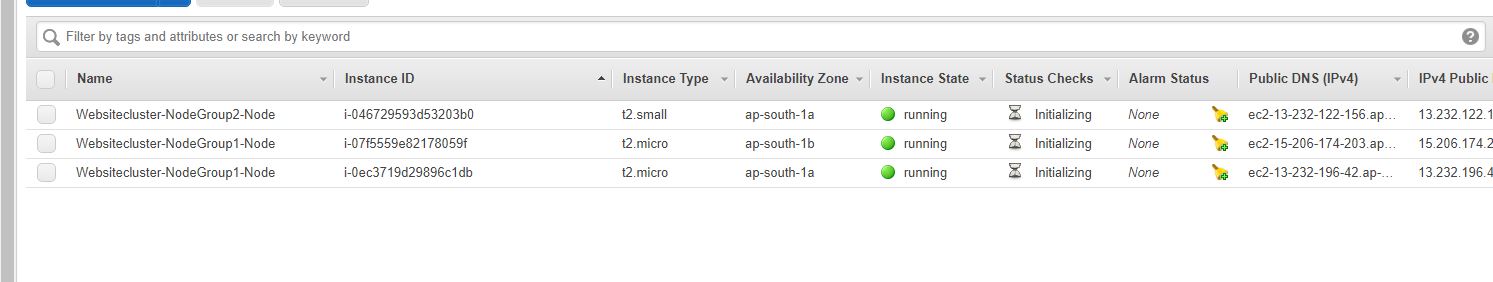 Filter by tags and attributes or search by keyword
Name Instance ID Instance Type Availability Zone Instance State Status Checks Alarm Status Public DNS (IPv4) IPv4 Public
Websitecluster-NodeGroup2-Node i-046729593d53203b0 t2.small ap-south-1a running Initializing None ec2-13-232-122-156.ap... 13.232.122.1
Websitecluster-NodeGroup1-Node i-07f5559e82178059f t2.micro ap-south-1b running Initializing None ec2-15-206-174-203.ap... 15.206.174.2
Websitecluster-NodeGroup1-Node i-0ec3719d29896c1db t2.micro ap-south-1a running Initializing None ec2-13-232-196-42.ap-... 13.232.196.4